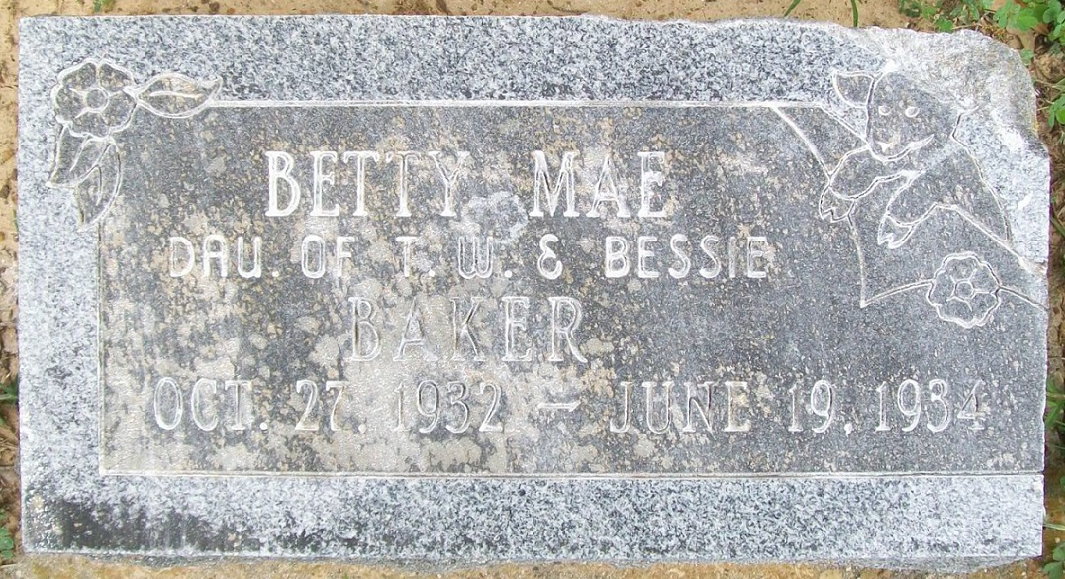 BETTY MAE
DAU. OF T. W. & BESSIE
BAKER
OCT. 27. 1932 – JUNE 19. 1934